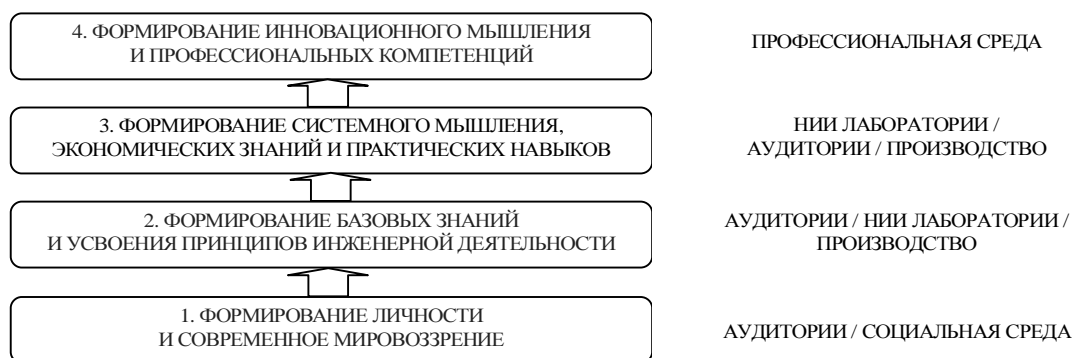 4. ФОРМИРОВАНИЕ ИННОВАЦИОННОГО МЫШЛЕНИЯ
И ПРОФЕССИОНАЛЬНЫХ КОМПЕТЕНЦИЙ
ПРОФЕССИОНАЛЬНАЯ СРЕДА
3. ФОРМИРОВАНИЕ СИСТЕМНОГО МЫШЛЕНИЯ,
ЭКОНОМИЧЕСКИХ ЗНАНИЙ И ПРАКТИЧЕСКИХ НАВЫКОВ
НИИ ЛАБОРАТОРИИ /
АУДИТОРИИ / ПРОИЗВОДСТВО
2. ФОРМИРОВАНИЕ БАЗОВЫХ ЗНАНИЙ
И УСВОЕНИЯ ПРИНЦИПОВ ИНЖЕНЕРНОЙ ДЕЯТЕЛЬНОСТИ
АУДИТОРИИ / НИИ ЛАБОРАТОРИИ /
ПРОИЗВОДСТВО
1. ФОРМИРОВАНИЕ ЛИЧНОСТИ
И СОВРЕМЕННОЕ МИРОВОЗЗРЕНИЕ
АУДИТОРИИ / СОЦИАЛЬНАЯ СРЕДА